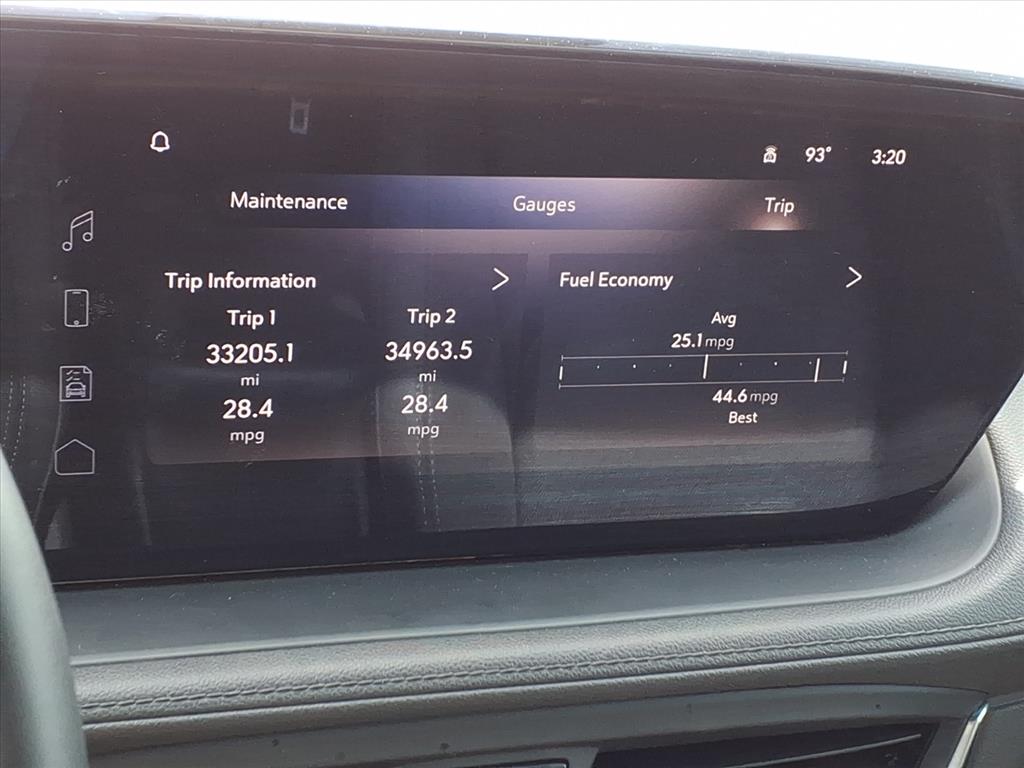 93° 3:20
Maintenance Gauges Trip
Trip Information
Trip 1
33205.1
mi
28.4
mpg
Trip 2
34963.5
mi
28.4
mpg
Fuel Economy
Avg
25.1 mpg
44.6 mpg
Best